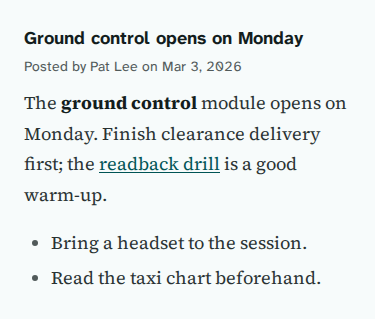 Ground control opens on Monday
Posted by Pat Lee on Mar 3, 2026
The ground control module opens on
Monday. Finish clearance delivery
first; the readback drill is a good
warm-up.
• Bring a headset to the session.
• Read the taxi chart beforehand.